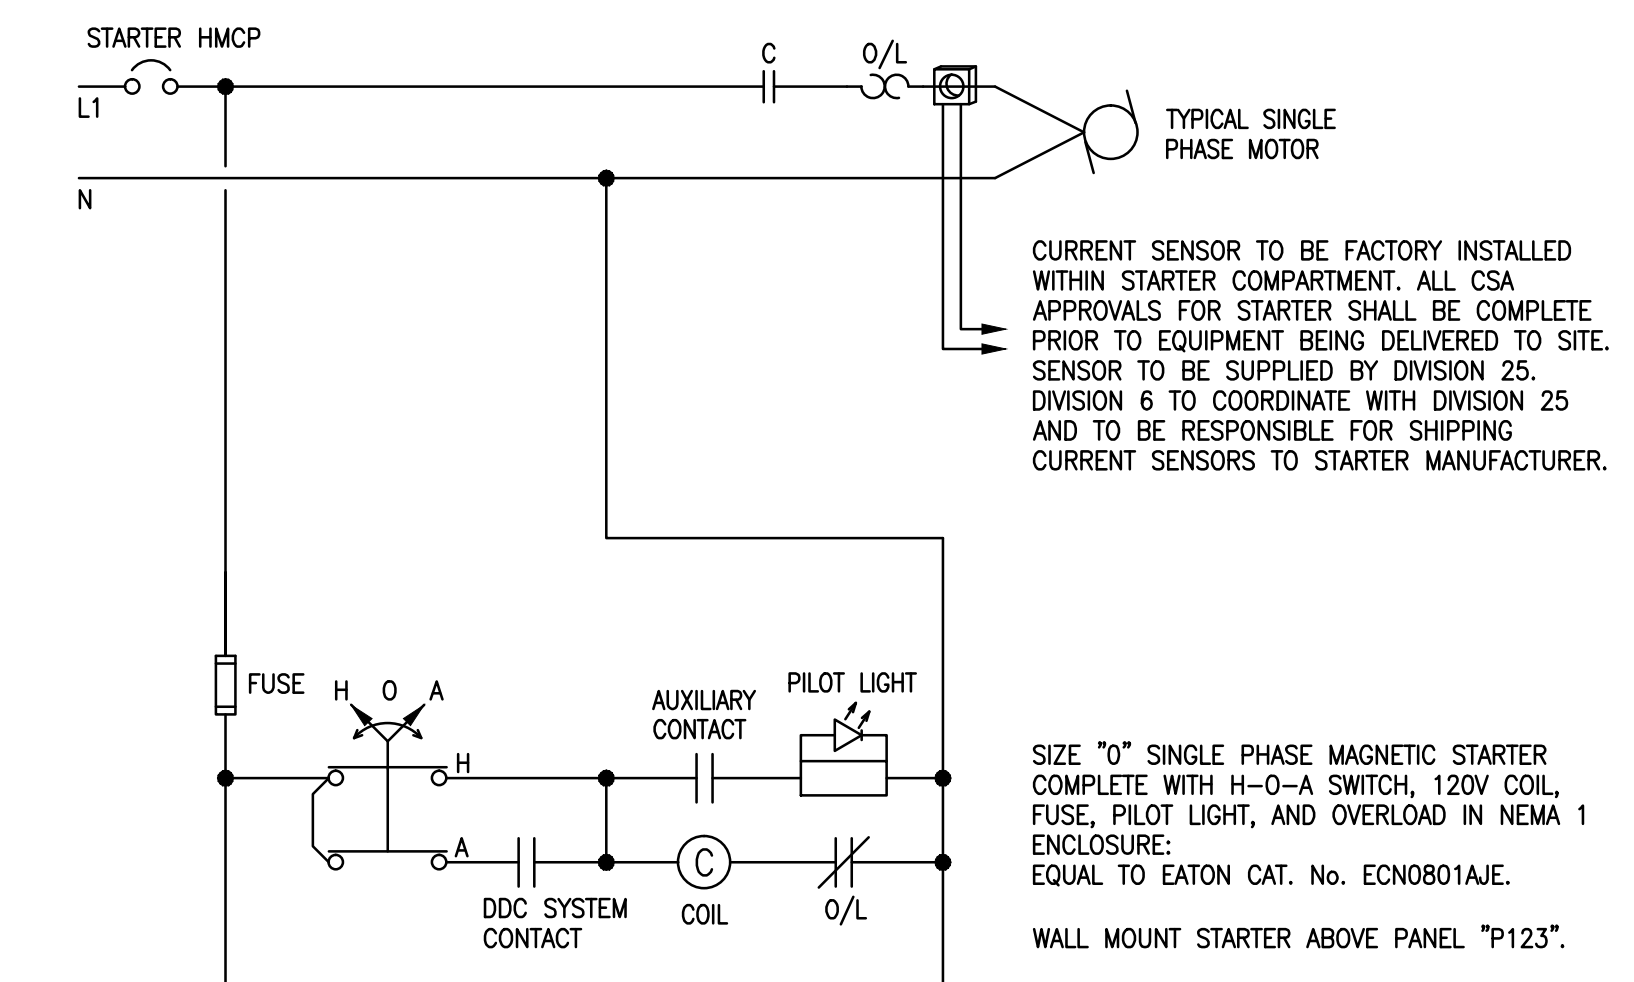 STARTER HMCP
C
O/L
L1
TYPICAL SINGLE
PHASE MOTOR
N
CURRENT SENSOR TO BE FACTORY INSTALLED
WITHIN STARTER COMPARTMENT. ALL CSA
APPROVALS FOR STARTER SHALL BE COMPLETE
PRIOR TO EQUIPMENT BEING DELIVERED TO SITE.
SENSOR TO BE SUPPLIED BY DIVISION 25.
DIVISION 6 TO COORDINATE WITH DIVISION 25
AND TO BE RESPONSIBLE FOR SHIPPING
CURRENT SENSORS TO STARTER MANUFACTURER.
FUSE
H O A
AUXILIARY
CONTACT
PILOT LIGHT
H
A
C
DDC SYSTEM
CONTACT
COIL
O/L
SIZE "0" SINGLE PHASE MAGNETIC STARTER
COMPLETE WITH H-O-A SWITCH, 120V COIL,
FUSE, PILOT LIGHT, AND OVERLOAD IN NEMA 1
ENCLOSURE:
EQUAL TO EATON CAT. No. ECN0801AJE.
WALL MOUNT STARTER ABOVE PANEL "P123".